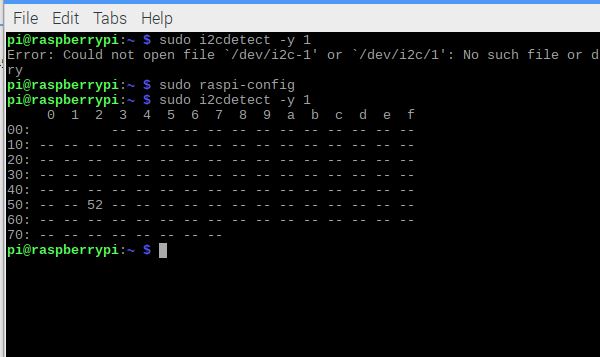 File Edit Tabs Help
pi@raspberrypi:~ $ sudo i2cdetect -y 1
Error: Could not open file `/dev/i2c-1' or `/dev/i2c/1': No such file or d
ry
pi@raspberrypi:~ $ sudo raspi-config
pi@raspberrypi:~ $ sudo i2cdetect -y 1
     0  1  2  3  4  5  6  7  8  9  a  b  c  d  e  f
00:          -- -- -- -- -- -- -- -- -- -- -- -- --
10: -- -- -- -- -- -- -- -- -- -- -- -- -- -- -- --
20: -- -- -- -- -- -- -- -- -- -- -- -- -- -- -- --
30: -- -- -- -- -- -- -- -- -- -- -- -- -- -- -- --
40: -- -- -- -- -- -- -- -- -- -- -- -- -- -- -- --
50: -- -- 52 -- -- -- -- -- -- -- -- -- -- -- -- --
60: -- -- -- -- -- -- -- -- -- -- -- -- -- -- -- --
70: -- -- -- -- -- -- --
pi@raspberrypi:~ $